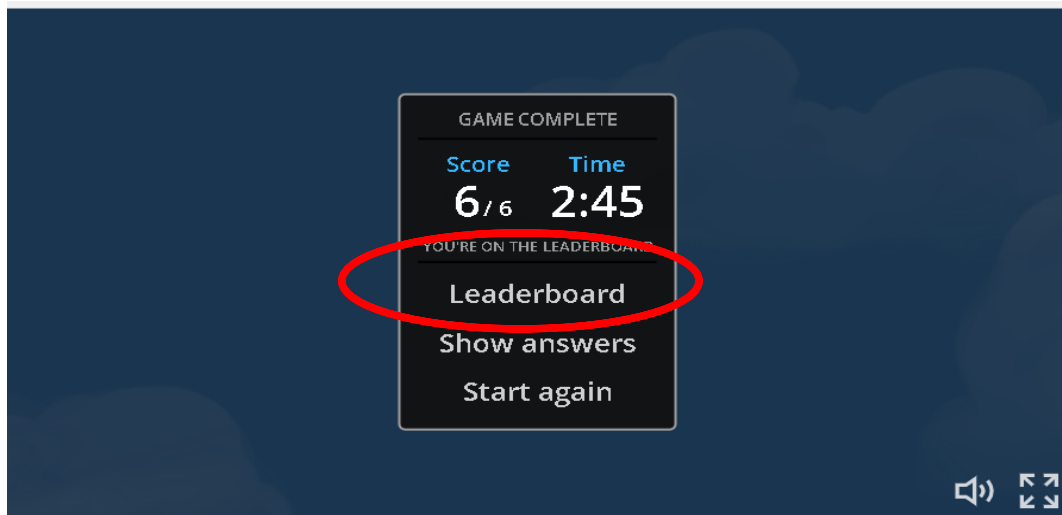 GAME COMPLETE
Score Time
6/6 2:45
YOU'RE ON THE LEADERBOARD
Leaderboard
Show answers
Start again